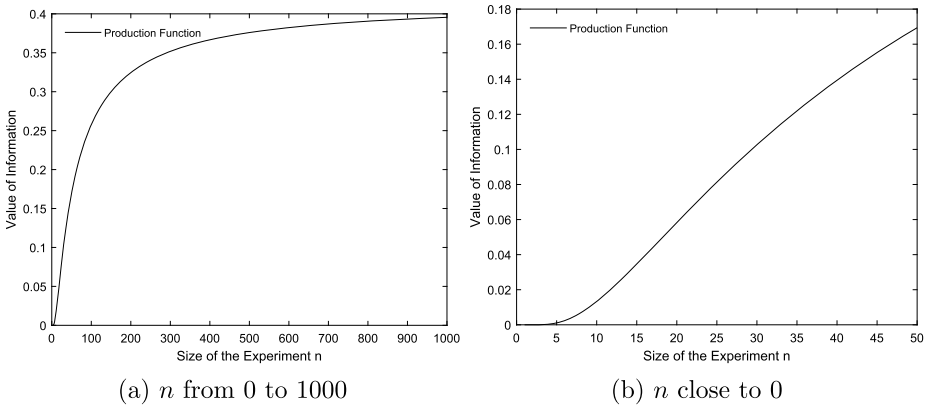 Production Function
Value of Information
0.4
0.35
0.3
0.25
0.2
0.15
0.1
0.05
0
0 100 200 300 400 500 600 700 800 900 1000
Size of the Experiment n
(a) n from 0 to 1000
Production Function
Value of Information
0.18
0.16
0.14
0.12
0.1
0.08
0.06
0.04
0.02
0
0 5 10 15 20 25 30 35 40 45 50
Size of the Experiment n
(b) n close to 0